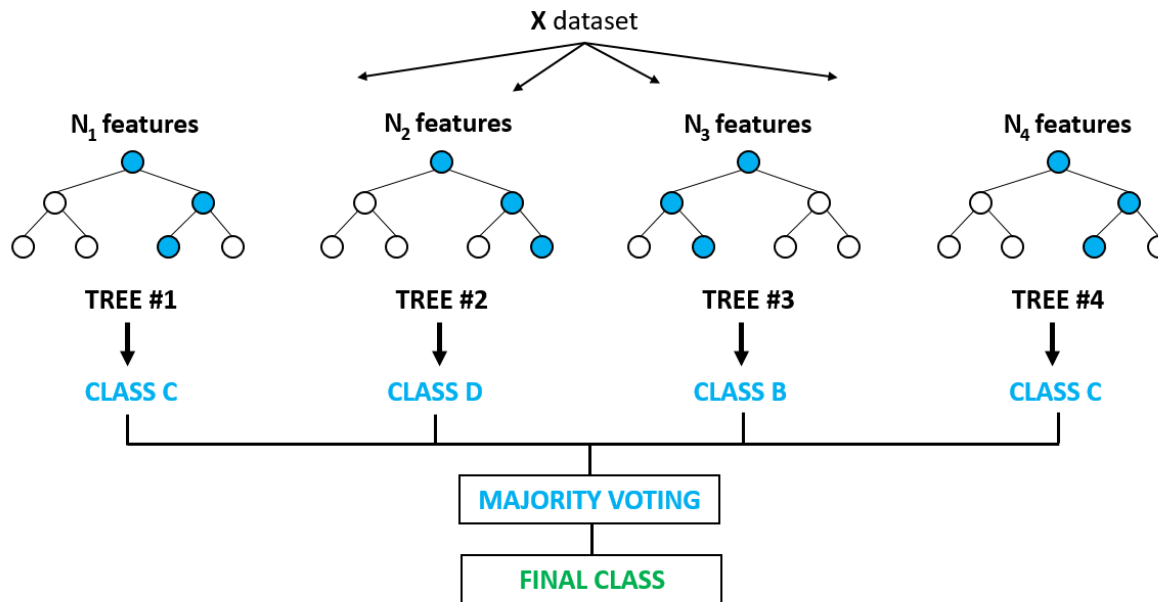 X dataset
N₁ features N₂ features N₃ features N₄ features
TREE #1 TREE #2 TREE #3 TREE #4
CLASS C CLASS D CLASS B CLASS C
MAJORITY VOTING
FINAL CLASS